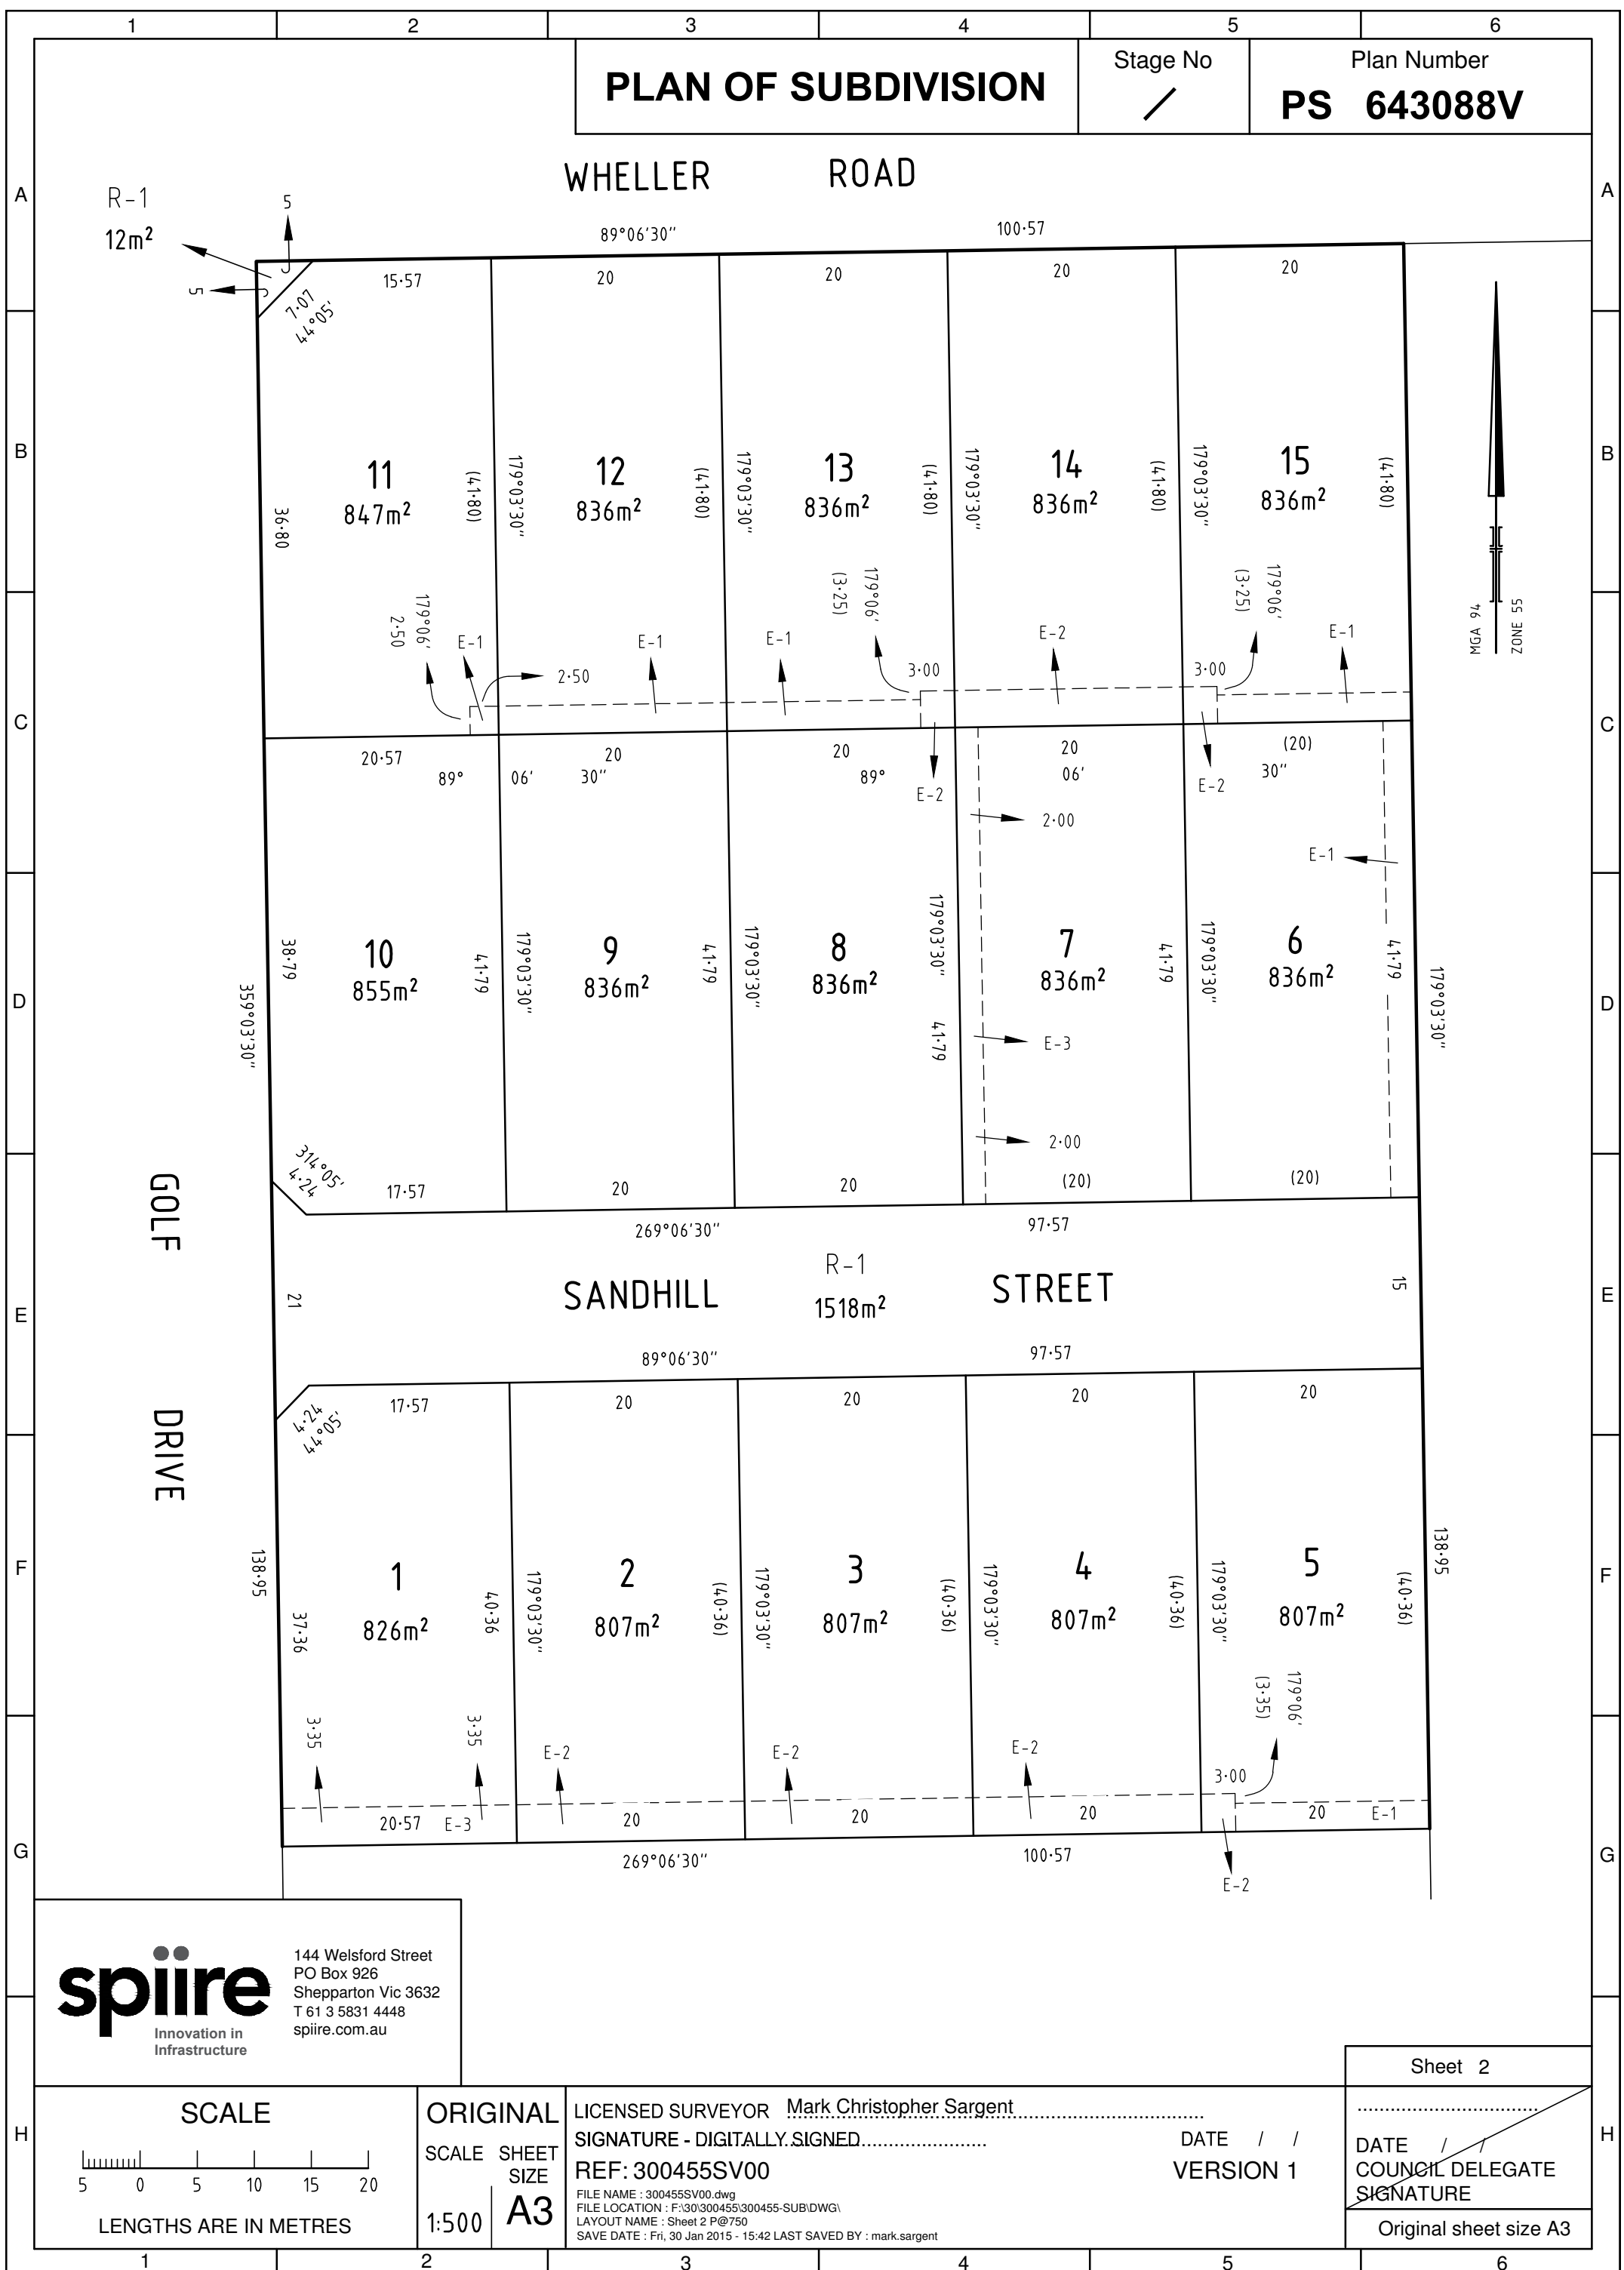 1 2 3 4 5 6
PLAN OF SUBDIVISION
Stage No
/
Plan Number
PS 643088V
A A
WHELLER ROAD
R-1
12m²
5
5
89°06'30" 100·57
7·07
44°05'
15·57 20 20 20 20
B B
11
847m²
36·80
(41·80)
179°03'30"
12
836m²
(41·80)
179°03'30"
13
836m²
(41·80)
179°03'30"
14
836m²
(41·80)
179°03'30"
15
836m²
(41·80)
MGA 94
ZONE 55
179°06'
2·50
E-1
2·50
E-1
E-1
179°06'
(3·25)
3·00
E-2
3·00
179°06'
(3·25)
E-1
C C
20·57 20 20 20 (20)
89° 06' 30" 89° 06' 30"
E-2
E-2
2·00
E-1
D D
10
855m²
38·79
41·79
179°03'30"
9
836m²
41·79
179°03'30"
8
836m²
179°03'30"
41·79
7
836m²
41·79
179°03'30"
6
836m²
41·79
359°03'30"
179°03'30"
E-3
2·00
314°05'
4·24
17·57 20 20 (20) (20)
269°06'30" 97·57
GOLF DRIVE
E E
21
SANDHILL STREET
R-1
1518m²
15
89°06'30" 97·57
4·24
44°05'
17·57 20 20 20 20
F F
138·95
37·36
1
826m²
40·36
179°03'30"
2
807m²
(40·36)
179°03'30"
3
807m²
(40·36)
179°03'30"
4
807m²
(40·36)
179°03'30"
5
807m²
(40·36)
138·95
3·35
3·35
E-2
E-2
E-2
3·00
179°06'
(3·35)
G G
20·57 E-3 20 20 20 20 E-1
269°06'30" 100·57
E-2
spiire
Innovation in
Infrastructure
144 Welsford Street
PO Box 926
Shepparton Vic 3632
T 61 3 5831 4448
spiire.com.au
Sheet 2
H H
SCALE
5 0 5 10 15 20
LENGTHS ARE IN METRES
ORIGINAL
SCALE SHEET
SIZE
1:500 A3
LICENSED SURVEYOR Mark Christopher Sargent
SIGNATURE - DIGITALLY SIGNED
DATE / /
REF: 300455SV00
VERSION 1
FILE NAME : 300455SV00.dwg
FILE LOCATION : F:\30\300455\300455-SUB\DWG\
LAYOUT NAME : Sheet 2 P@750
SAVE DATE : Fri, 30 Jan 2015 - 15:42 LAST SAVED BY : mark.sargent
DATE / /
COUNCIL DELEGATE
SIGNATURE
Original sheet size A3
1 2 3 4 5 6